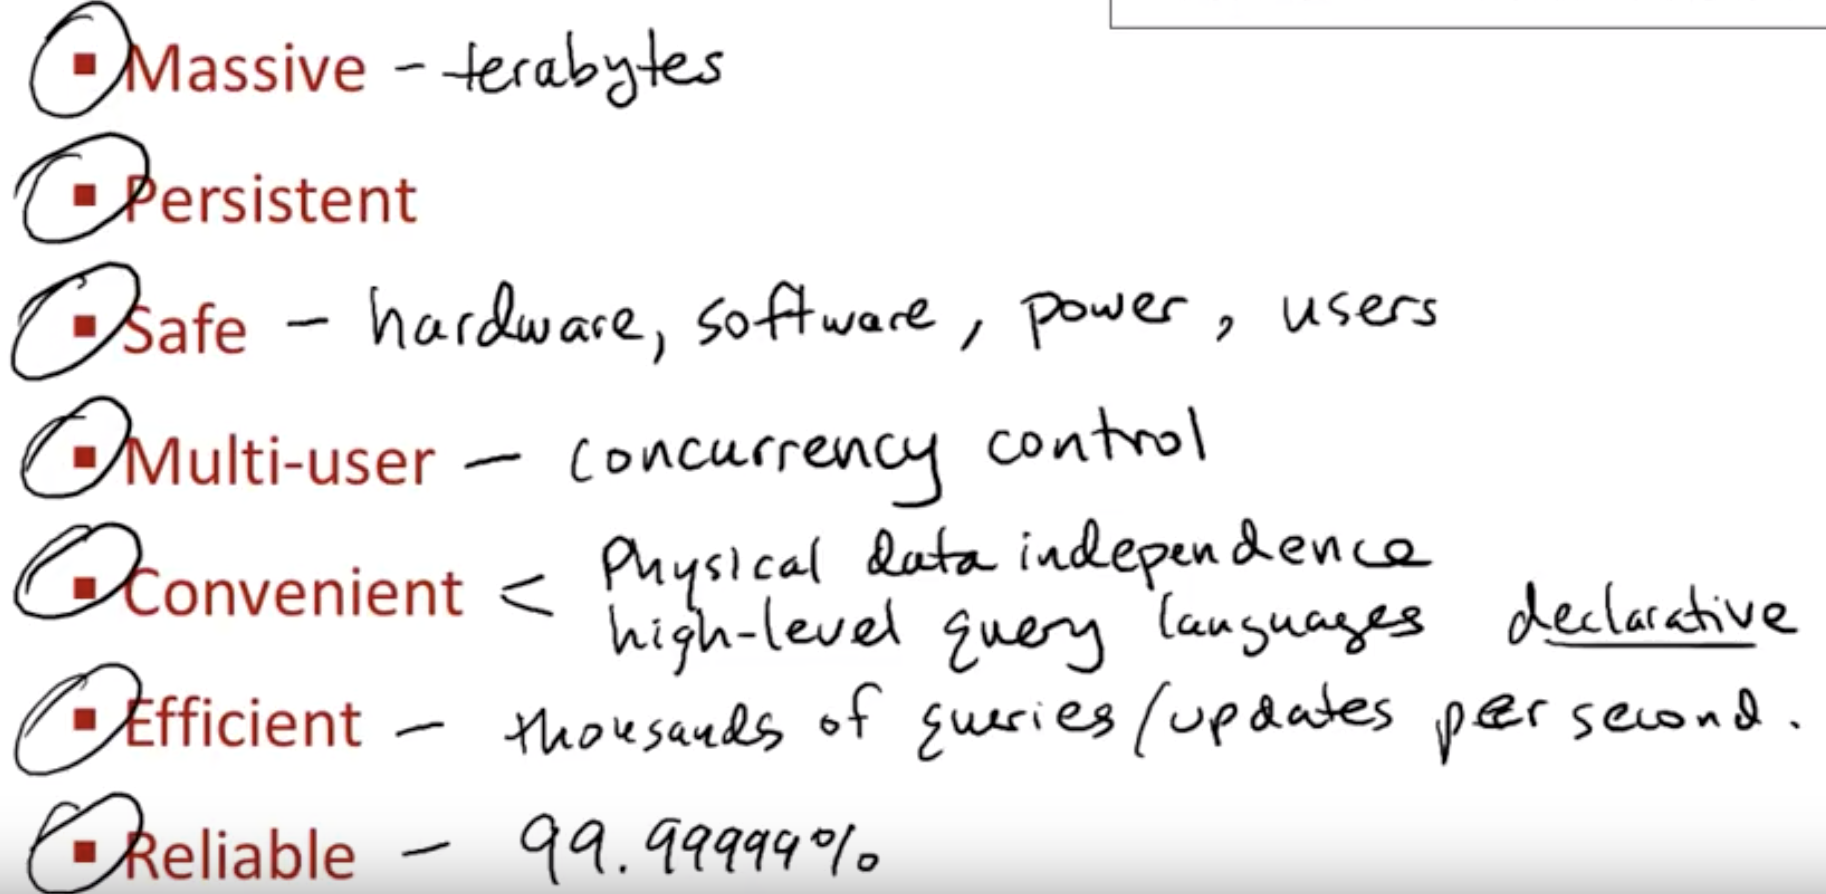 ▪ Massive - terabytes
▪ Persistent
▪ Safe - hardware, software, power, users
▪ Multi-user - concurrency control
▪ Convenient < Physical data independence
high-level query languages declarative
▪ Efficient - thousands of queries/updates per second.
▪ Reliable - 99.99999%